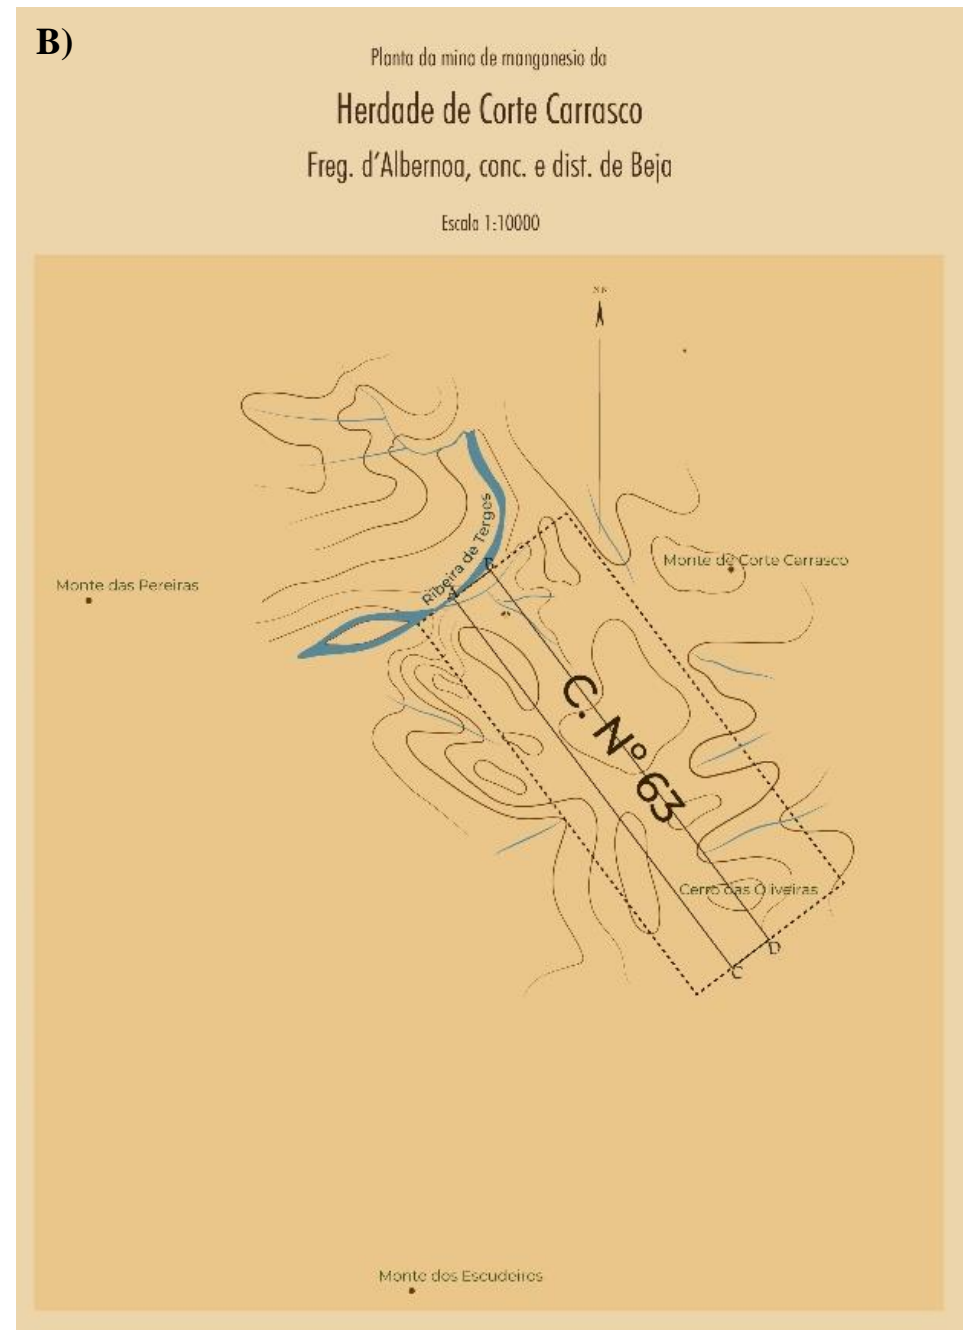 B)
Planta da mina de manganesio da
Herdade de Corte Carrasco
Freg. d'Albernoa, conc. e dist. de Beja
Escala 1:10000
Ribeira de Terges
Monte de Corte Carrasco
Monte das Pereiras
A
B
C. Nº 63
Cerro das Oliveiras
D
C
Monte dos Escudeiros